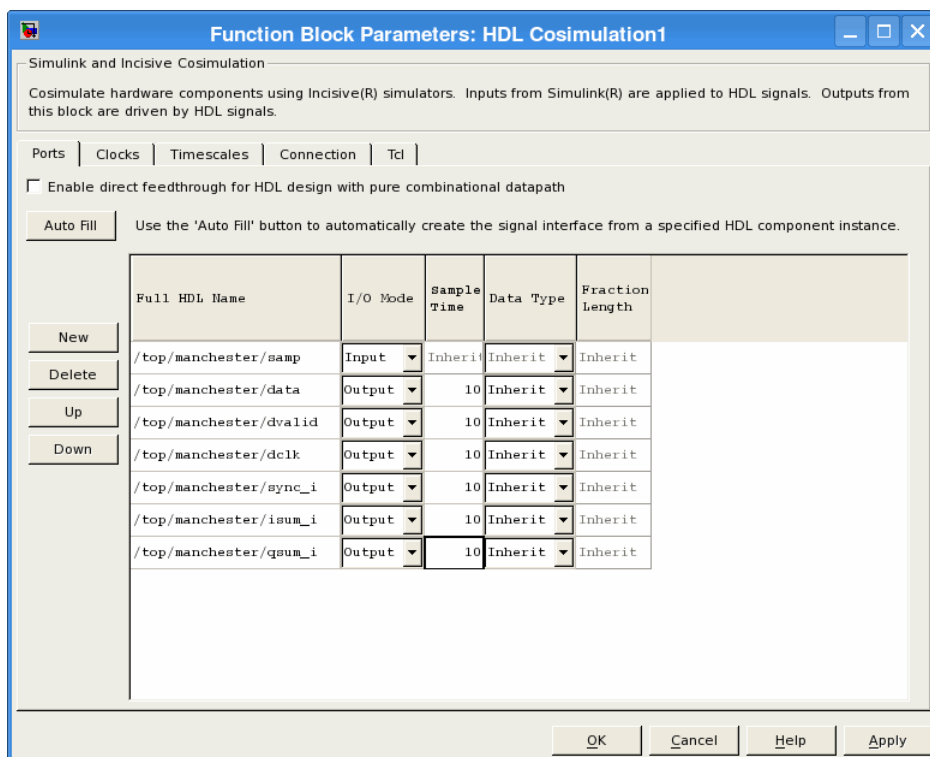 Function Block Parameters: HDL Cosimulation1
Simulink and Incisive Cosimulation
Cosimulate hardware components using Incisive(R) simulators. Inputs from Simulink(R) are applied to HDL signals. Outputs from
this block are driven by HDL signals.
Ports Clocks Timescales Connection Tcl
Enable direct feedthrough for HDL design with pure combinational datapath
Auto Fill Use the 'Auto Fill' button to automatically create the signal interface from a specified HDL component instance.
Full HDL Name I/O Mode Sample Time Data Type Fraction Length
New
Delete
Up
Down
/top/manchester/samp Input Inherit Inherit Inherit
/top/manchester/data Output 10 Inherit Inherit
/top/manchester/dvalid Output 10 Inherit Inherit
/top/manchester/dclk Output 10 Inherit Inherit
/top/manchester/sync_i Output 10 Inherit Inherit
/top/manchester/isum_i Output 10 Inherit Inherit
/top/manchester/qsum_i Output 10 Inherit Inherit
OK Cancel Help Apply